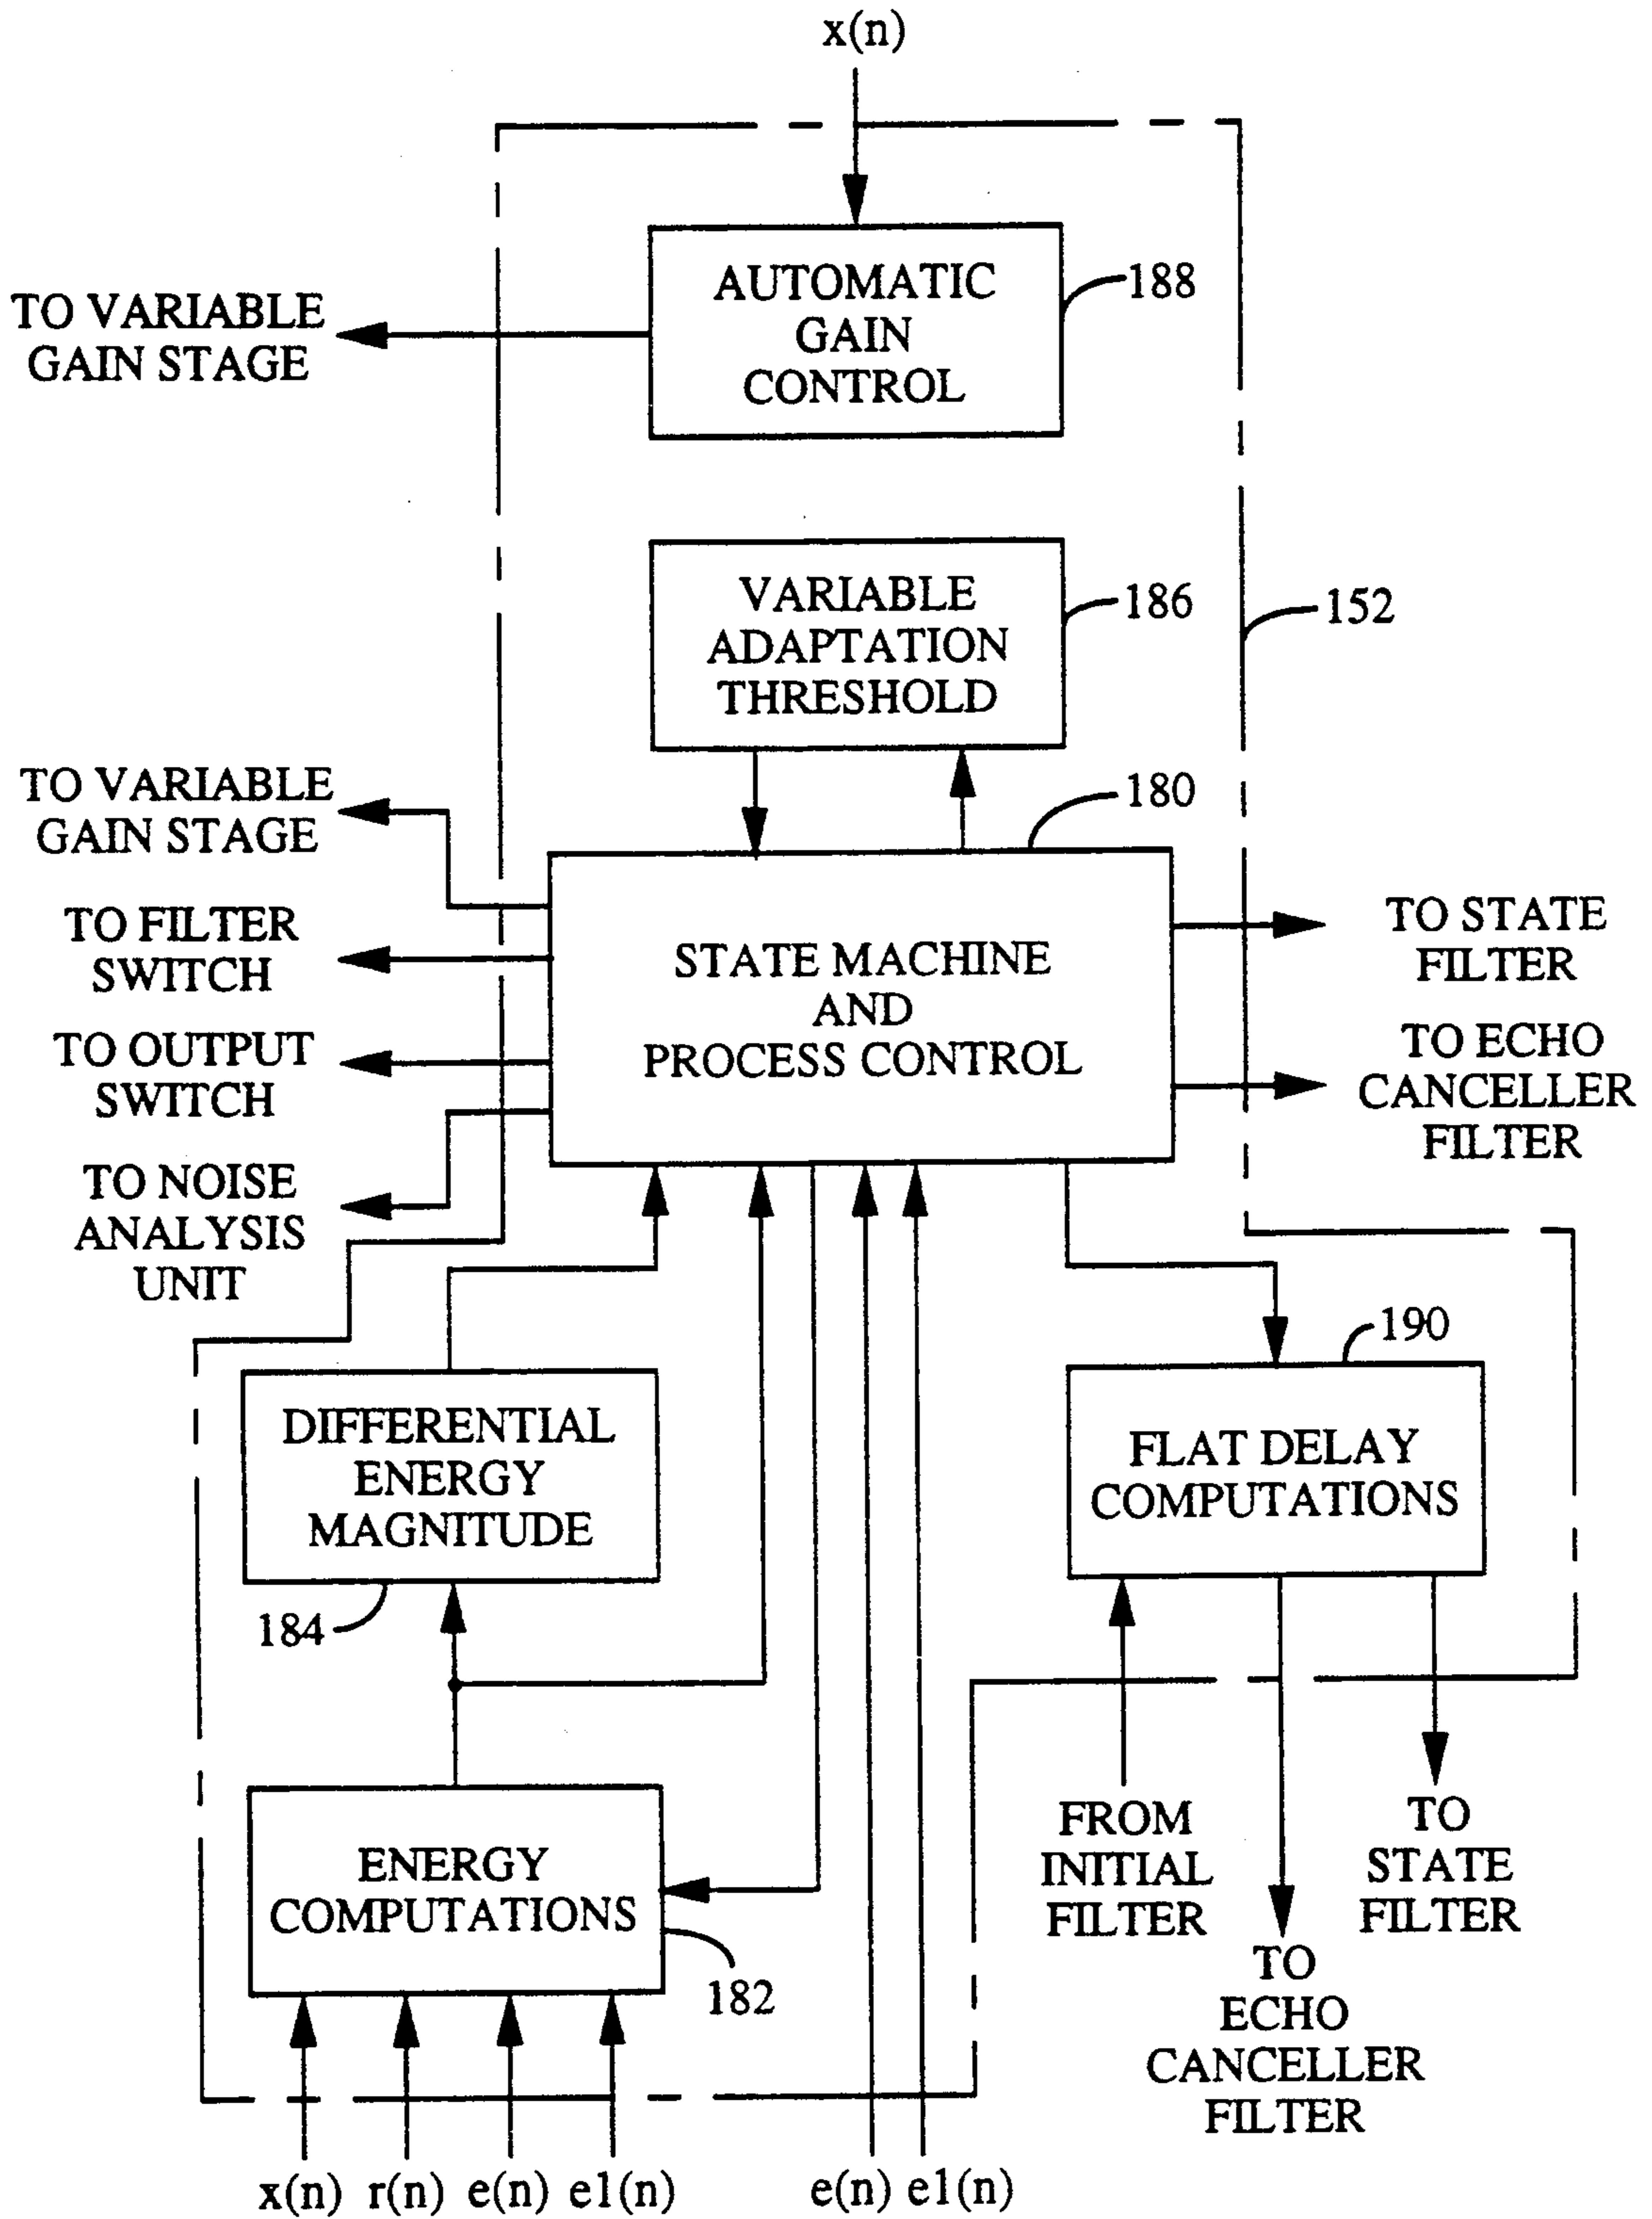 x(n)
AUTOMATIC
GAIN
CONTROL
188
TO VARIABLE
GAIN STAGE
VARIABLE
ADAPTATION
THRESHOLD
186
152
TO VARIABLE
GAIN STAGE
180
TO FILTER
SWITCH
STATE MACHINE
AND
PROCESS CONTROL
TO STATE
FILTER
TO OUTPUT
SWITCH
TO ECHO
CANCELLER
FILTER
TO NOISE
ANALYSIS
UNIT
190
DIFFERENTIAL
ENERGY
MAGNITUDE
184
FLAT DELAY
COMPUTATIONS
FROM
INITIAL
FILTER
TO
STATE
FILTER
ENERGY
COMPUTATIONS
182
TO
ECHO
CANCELLER
FILTER
x(n) r(n) e(n) e1(n) e(n) e1(n)